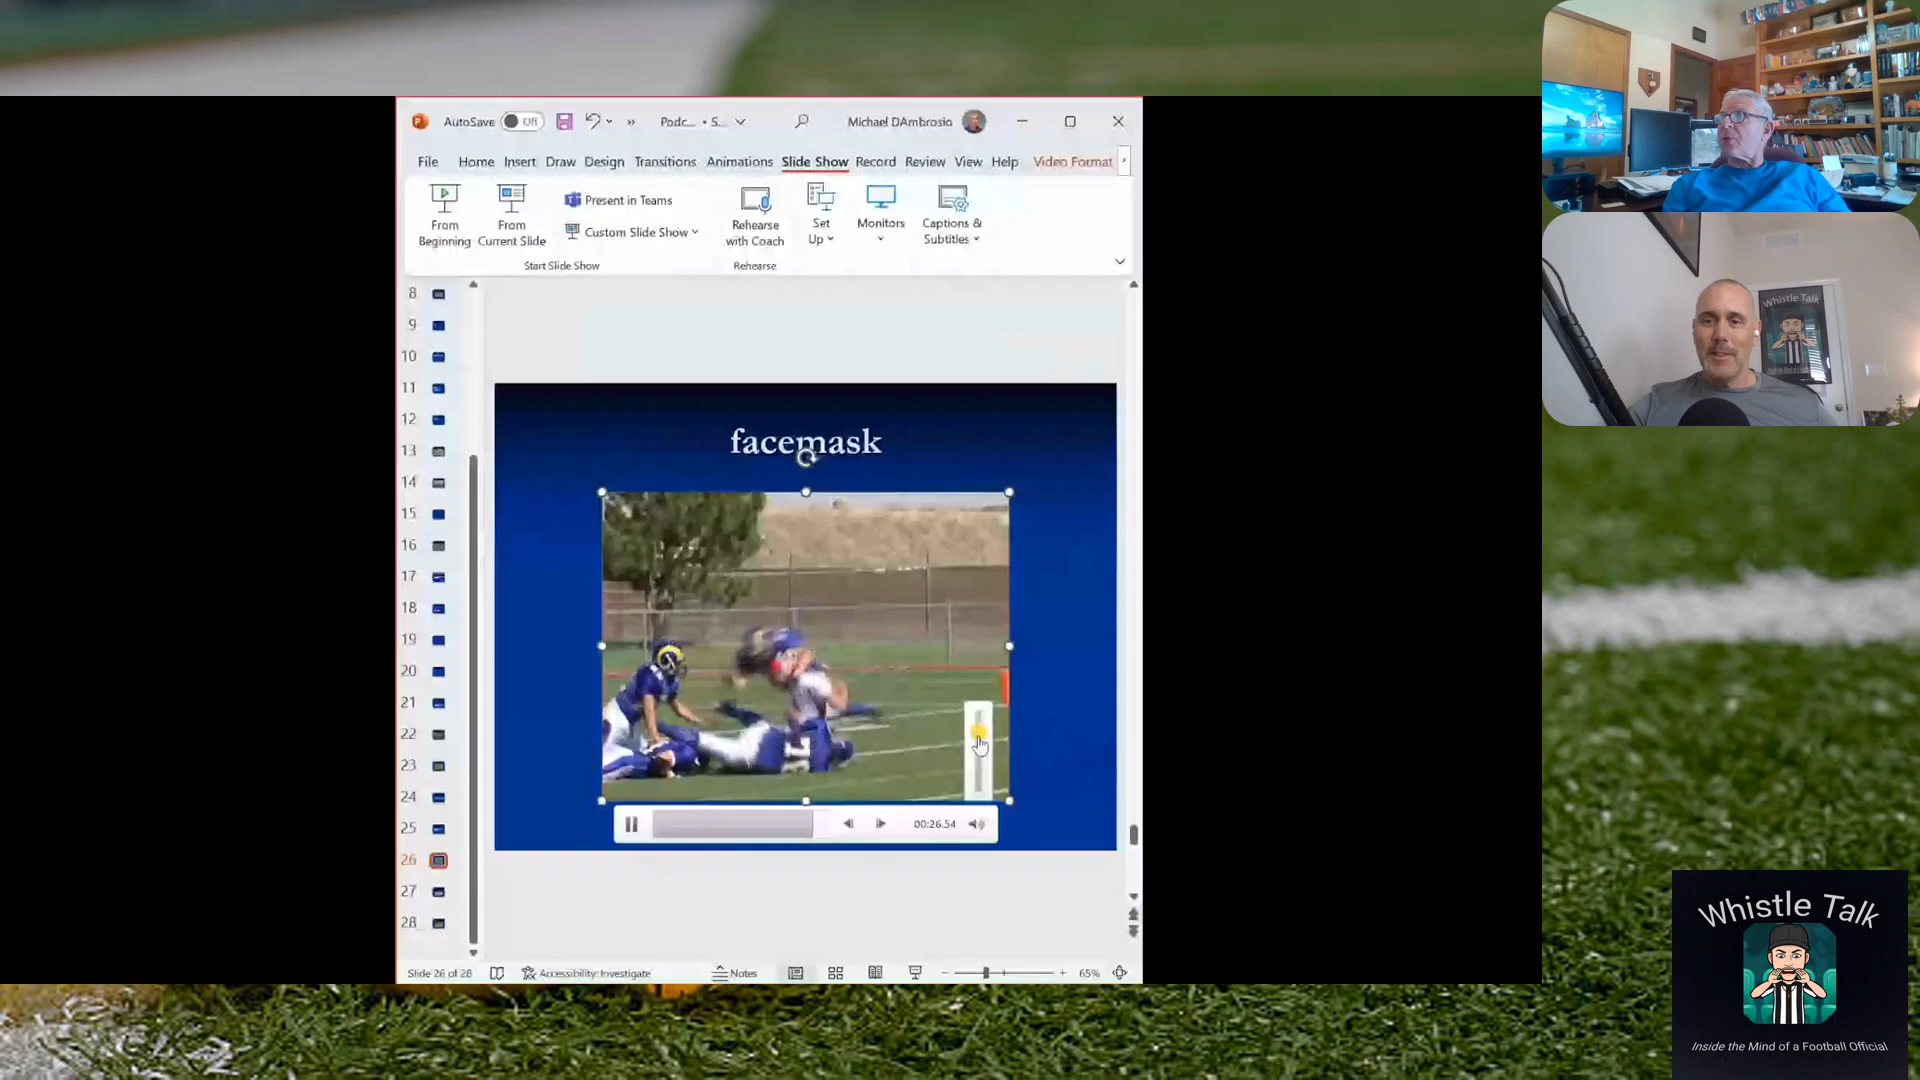 AutoSave Off
Podc... • S...
Michael DAmbrosio
File Home Insert Draw Design Transitions Animations Slide Show Record Review View Help Video Format
From Beginning
From Current Slide
Present in Teams
Custom Slide Show
Start Slide Show
Rehearse with Coach
Rehearse
Set Up
Monitors
Captions & Subtitles
8
9
10
11
12
13
14
15
16
17
18
19
20
21
22
23
24
25
26
27
28
facemask
00:26.54
Slide 26 of 28
Accessibility: Investigate
Notes
65%
Whistle Talk
Whistle Talk
Inside the Mind of a Football Official